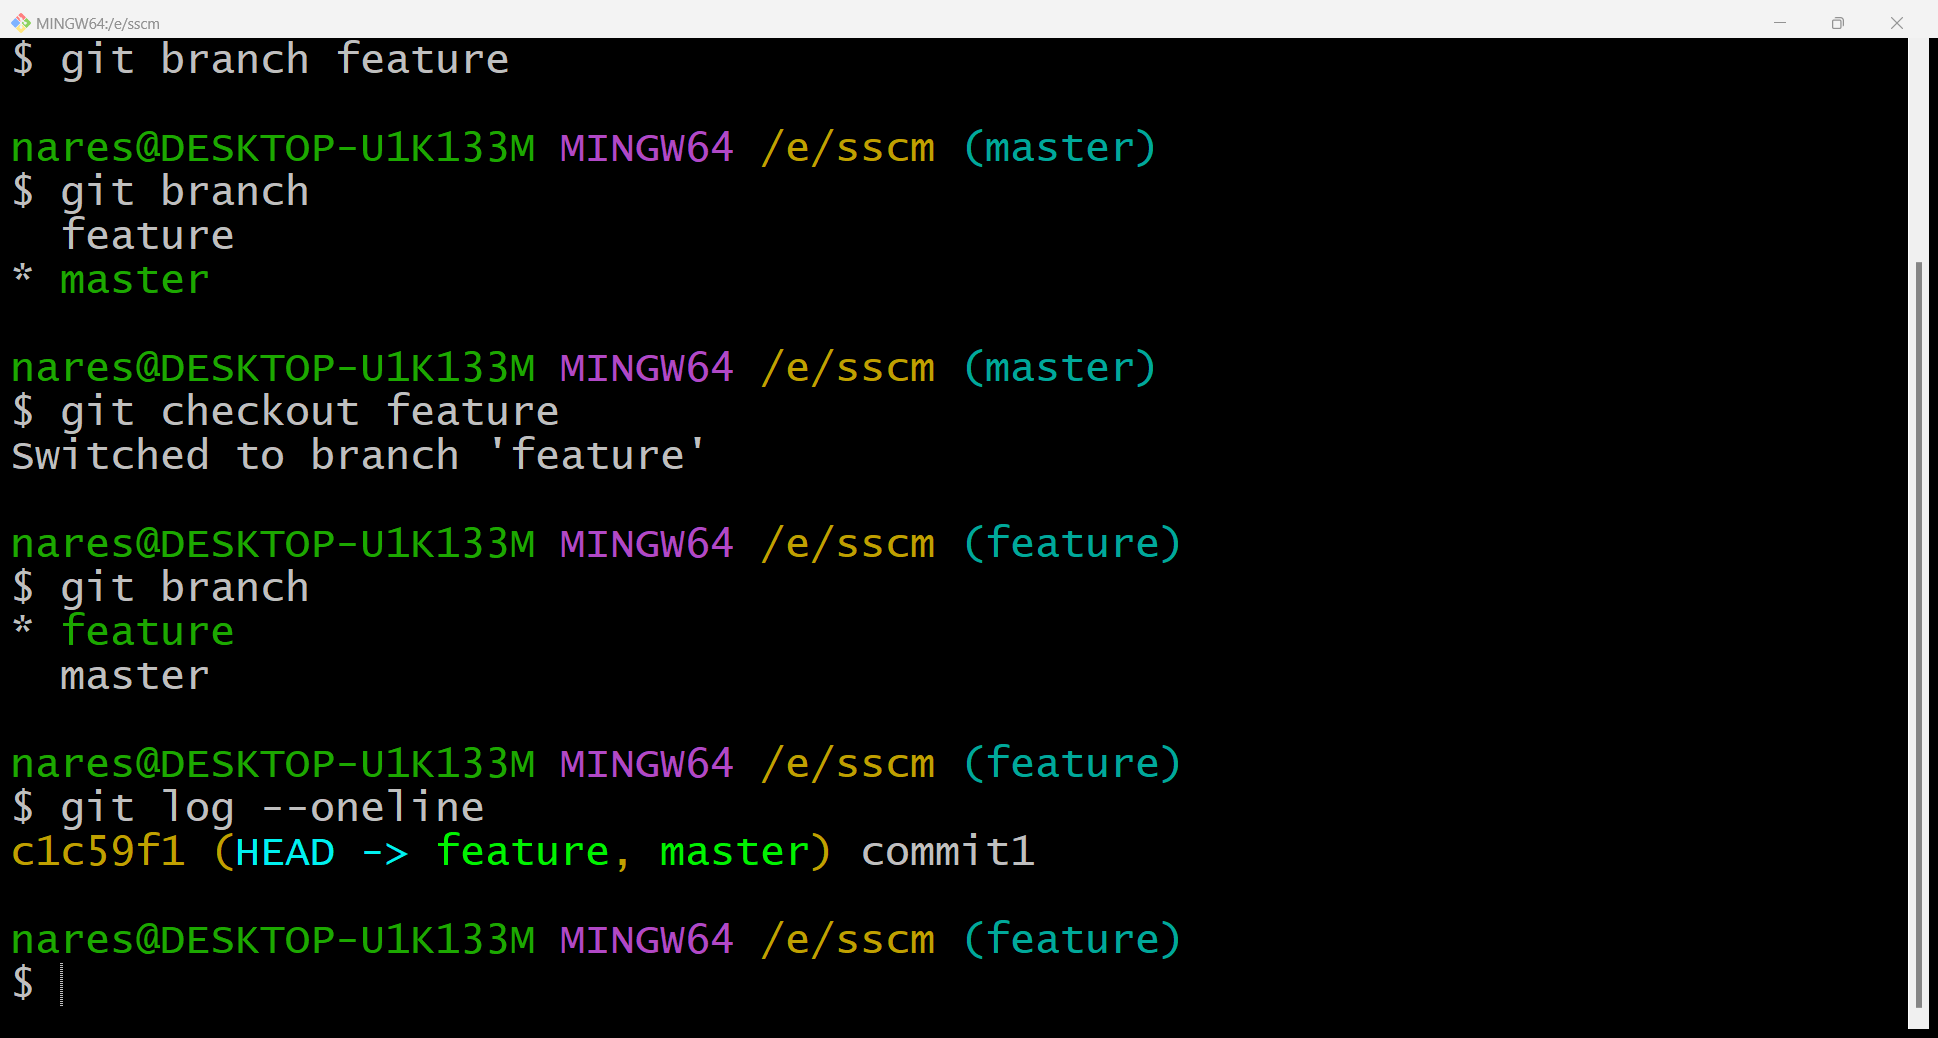 MINGW64:/e/sscm
$ git branch feature
nares@DESKTOP-U1K133M MINGW64 /e/sscm (master)
$ git branch
  feature
* master
nares@DESKTOP-U1K133M MINGW64 /e/sscm (master)
$ git checkout feature
Switched to branch 'feature'
nares@DESKTOP-U1K133M MINGW64 /e/sscm (feature)
$ git branch
* feature
  master
nares@DESKTOP-U1K133M MINGW64 /e/sscm (feature)
$ git log --oneline
c1c59f1 (HEAD -> feature, master) commit1
nares@DESKTOP-U1K133M MINGW64 /e/sscm (feature)
$